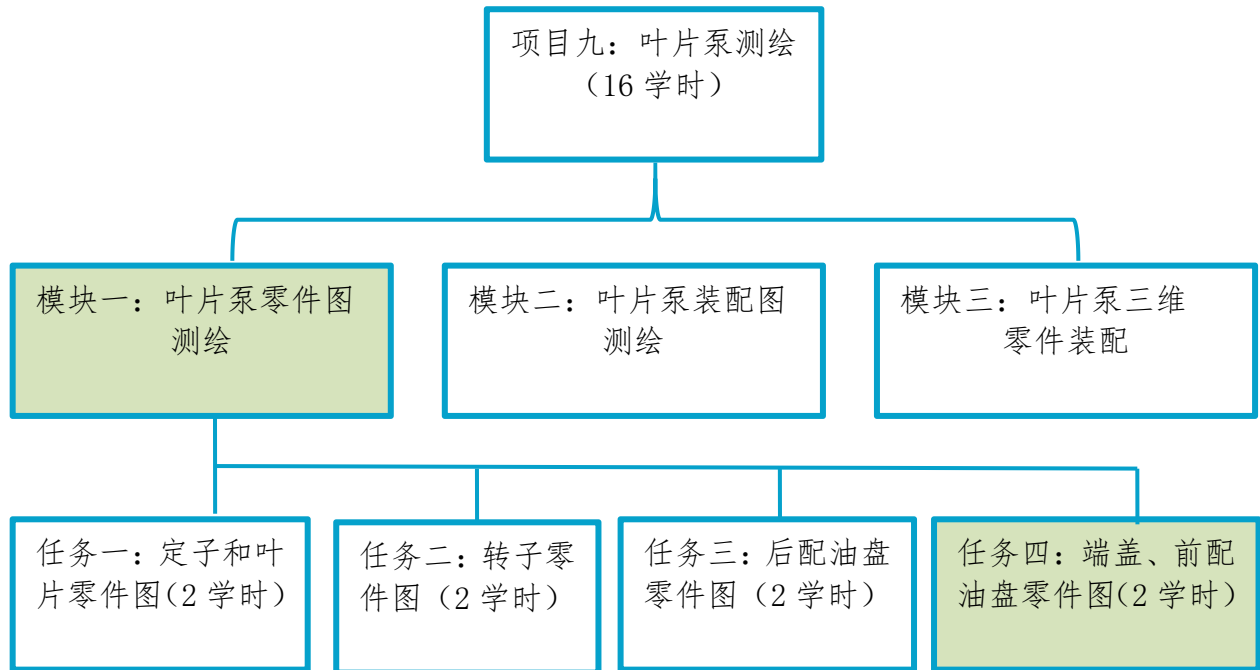 项目九：叶片泵测绘
（16 学时）
模块一：叶片泵零件图
测绘
模块二：叶片泵装配图
测绘
模块三：叶片泵三维
零件装配
任务一：定子和叶
片零件图(2 学时)
任务二：转子零
件图（2 学时）
任务三：后配油盘
零件图（2 学时）
任务四：端盖、前配
油盘零件图(2 学时)